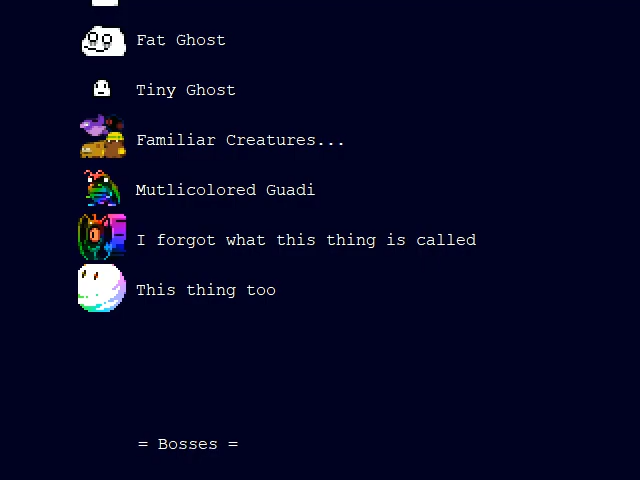 Fat Ghost
Tiny Ghost
Familiar Creatures...
Mutlicolored Guadi
I forgot what this thing is called
This thing too
= Bosses =